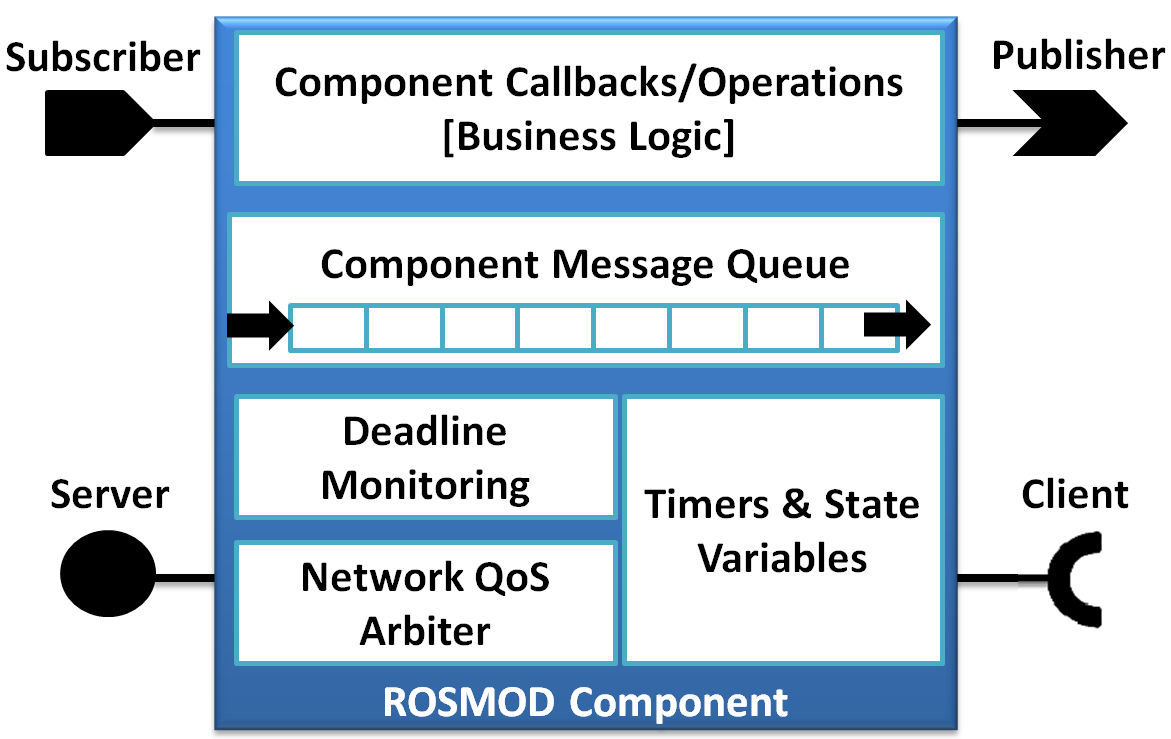 Subscriber
Publisher
Component Callbacks/Operations
[Business Logic]
Component Message Queue
Deadline
Monitoring
Server
Timers & State
Variables
Client
Network QoS
Arbiter
ROSMOD Component